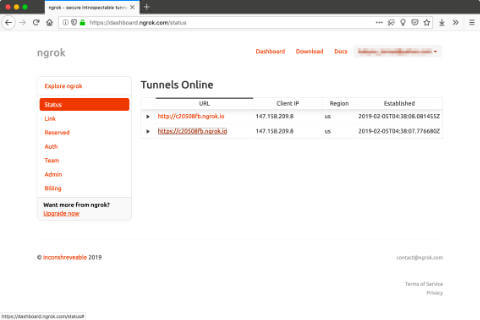 ngrok - secure introspectable tunn
https://dashboard.ngrok.com/status
ngrok
Dashboard Download Docs
Explore ngrok
Status
Link
Reserved
Auth
Team
Admin
Billing
Want more from ngrok?
Upgrade now
Tunnels Online
URL Client IP Region Established
http://c20508fb.ngrok.io 147.158.209.8 us 2019-02-05T04:38:08.081455Z
https://c20508fb.ngrok.io 147.158.209.8 us 2019-02-05T04:38:07.776680Z
© inconshreveable 2019
contact@ngrok.com
Terms of Service
Privacy
https://dashboard.ngrok.com/status#